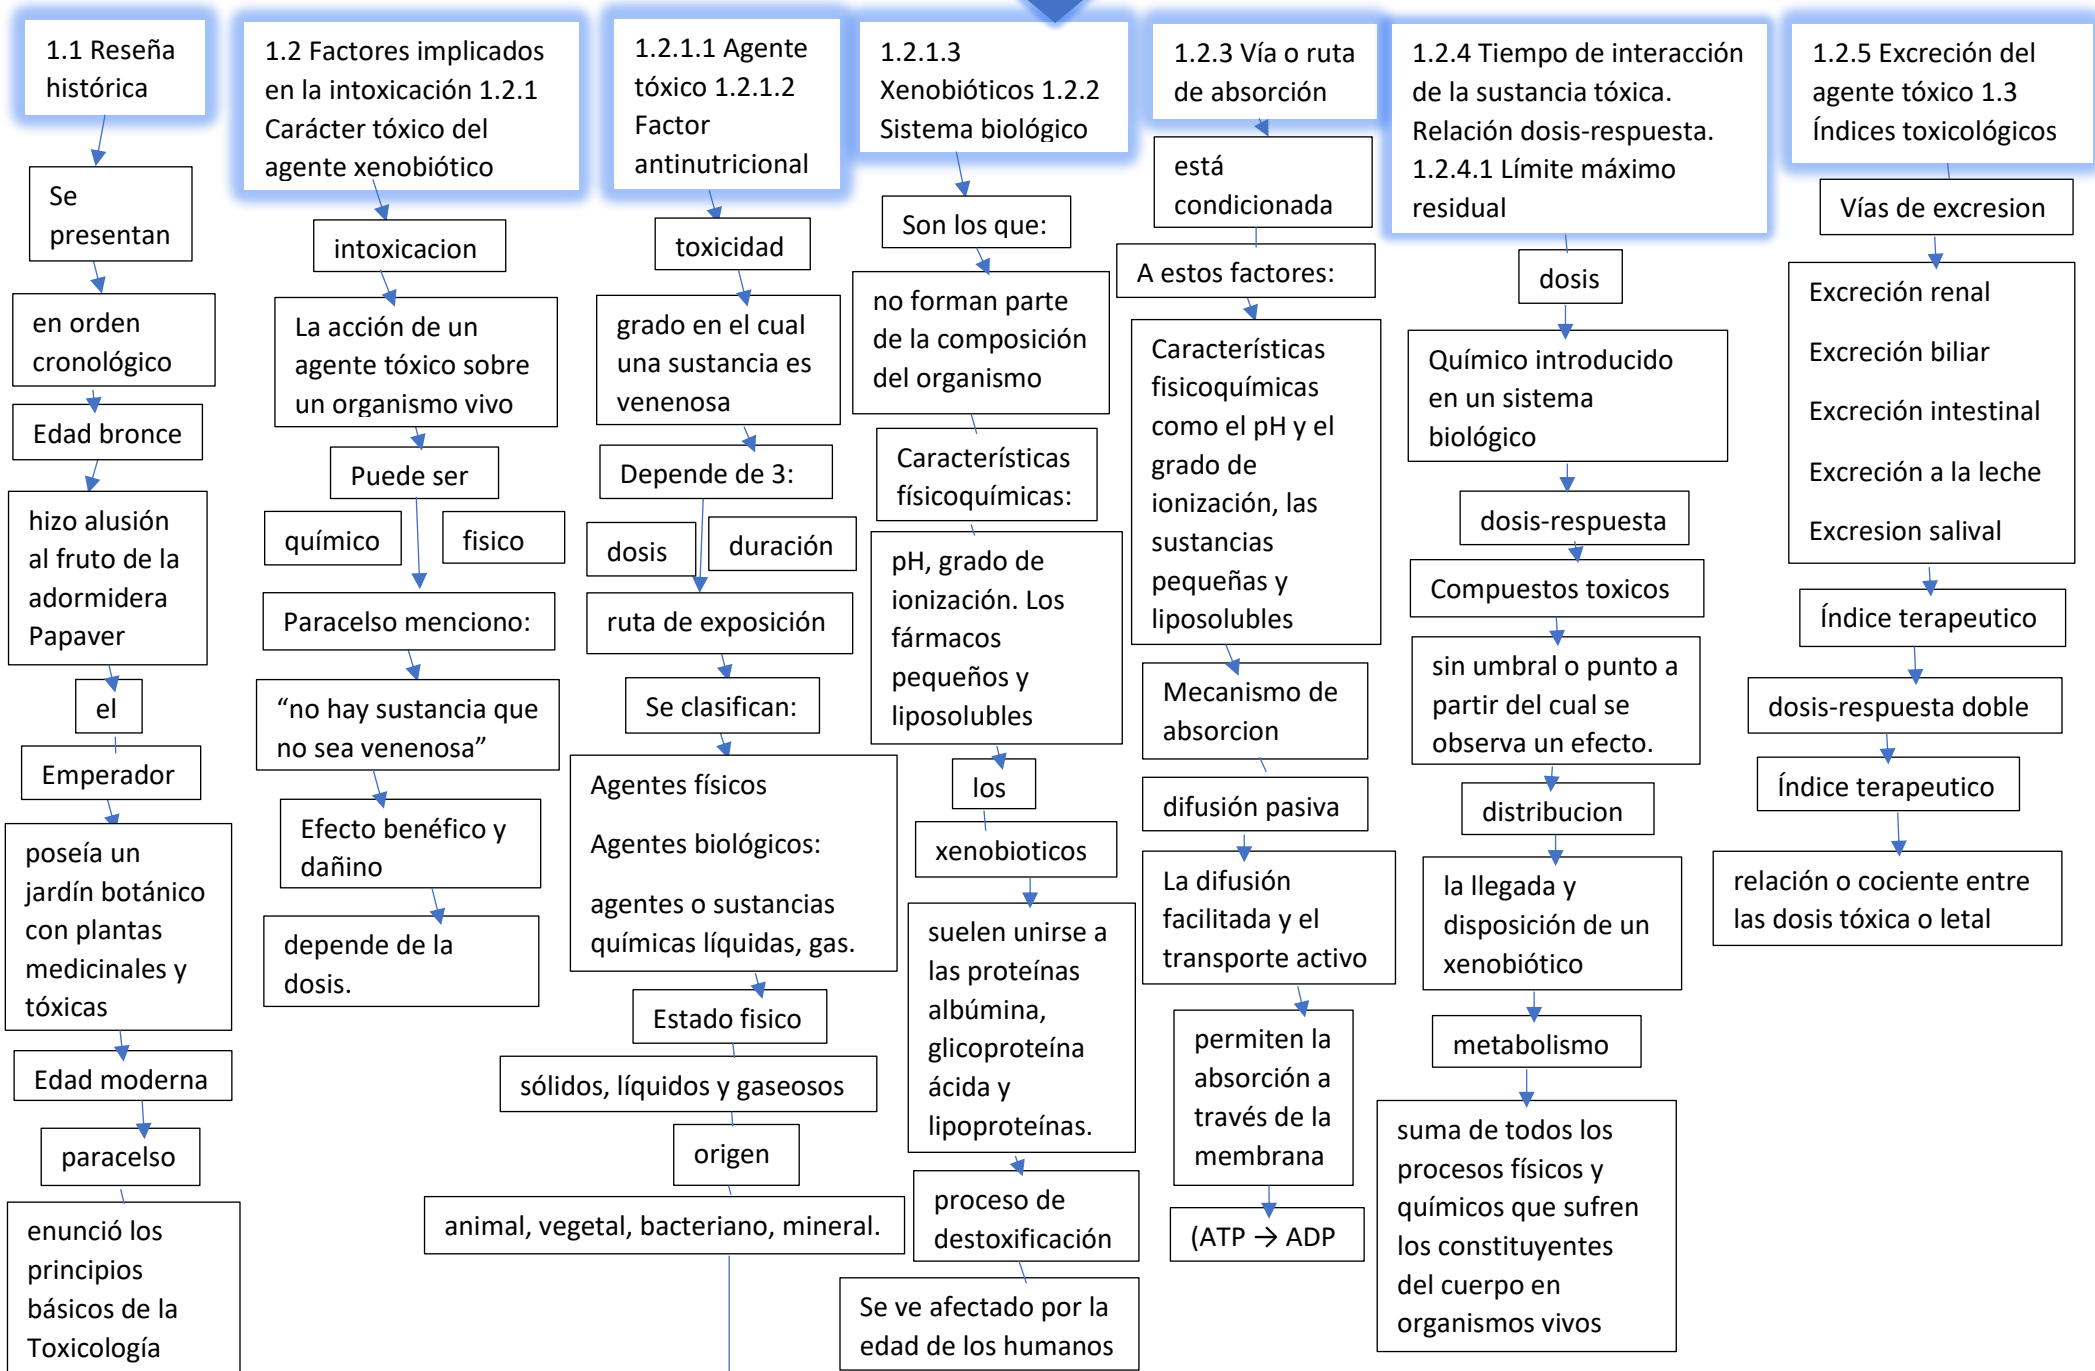 1.1 Reseña
histórica
Se
presentan
en orden
cronológico
Edad bronce
hizo alusión
al fruto de la
adormidera
Papaver
el
Emperador
poseía un
jardín botánico
con plantas
medicinales y
tóxicas
Edad moderna
paracelso
enunció los
principios
básicos de la
Toxicología
1.2 Factores implicados
en la intoxicación 1.2.1
Carácter tóxico del
agente xenobiótico
intoxicacion
La acción de un
agente tóxico sobre
un organismo vivo
Puede ser
químico
fisico
Paracelso menciono:
“no hay sustancia que
no sea venenosa”
Efecto benéfico y
dañino
depende de la
dosis.
1.2.1.1 Agente
tóxico 1.2.1.2
Factor
antinutricional
toxicidad
grado en el cual
una sustancia es
venenosa
Depende de 3:
dosis
duración
ruta de exposición
Se clasifican:
Agentes físicos
Agentes biológicos:
agentes o sustancias
químicas líquidas, gas.
Estado fisico
sólidos, líquidos y gaseosos
origen
animal, vegetal, bacteriano, mineral.
1.2.1.3
Xenobióticos 1.2.2
Sistema biológico
Son los que:
no forman parte
de la composición
del organismo
Características
físicoquímicas:
pH, grado de
ionización. Los
fármacos
pequeños y
liposolubles
los
xenobioticos
suelen unirse a
las proteínas
albúmina,
glicoproteína
ácida y
lipoproteínas.
proceso de
destoxificación
Se ve afectado por la
edad de los humanos
1.2.3 Vía o ruta
de absorción
está
condicionada
A estos factores:
Características
fisicoquímicas
como el pH y el
grado de
ionización, las
sustancias
pequeñas y
liposolubles
Mecanismo de
absorcion
difusión pasiva
La difusión
facilitada y el
transporte activo
permiten la
absorción a
través de la
membrana
(ATP → ADP
1.2.4 Tiempo de interacción
de la sustancia tóxica.
Relación dosis-respuesta.
1.2.4.1 Límite máximo
residual
dosis
Químico introducido
en un sistema
biológico
dosis-respuesta
Compuestos toxicos
sin umbral o punto a
partir del cual se
observa un efecto.
distribucion
la llegada y
disposición de un
xenobiótico
metabolismo
suma de todos los
procesos físicos y
químicos que sufren
los constituyentes
del cuerpo en
organismos vivos
1.2.5 Excreción del
agente tóxico 1.3
Índices toxicológicos
Vías de excresion
Excreción renal
Excreción biliar
Excreción intestinal
Excreción a la leche
Excresion salival
Índice terapeutico
dosis-respuesta doble
Índice terapeutico
relación o cociente entre
las dosis tóxica o letal